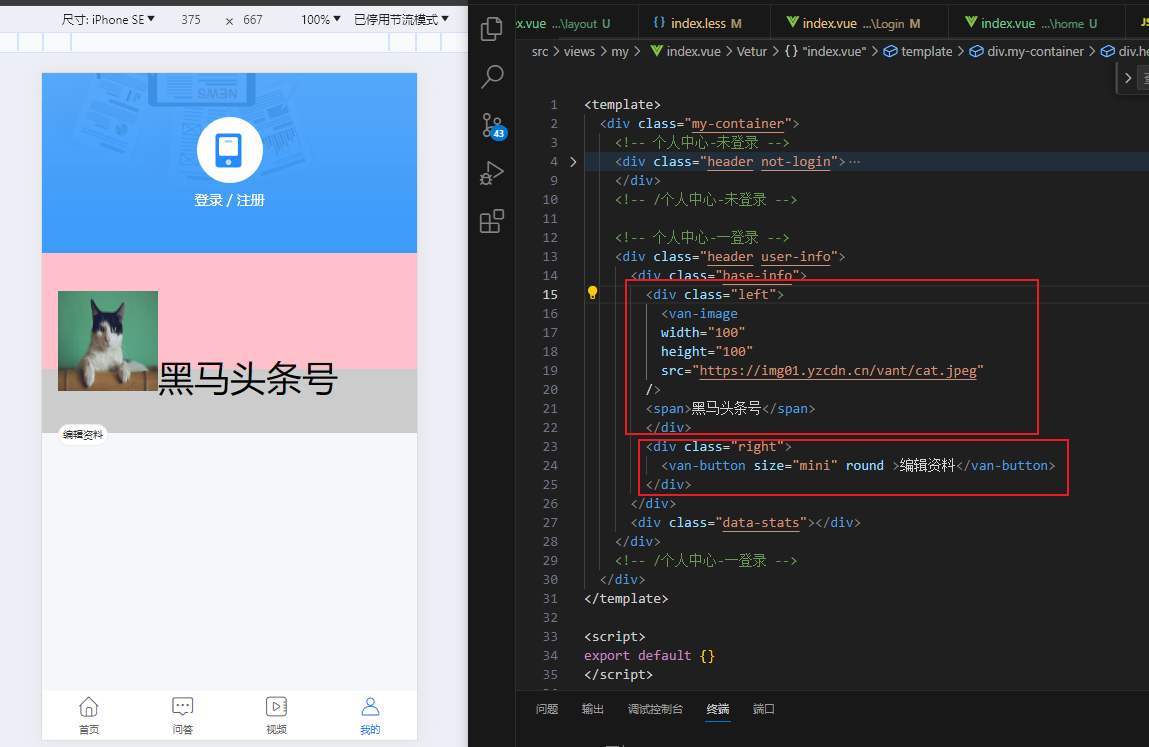 尺寸: iPhone SE▼ 375 × 667 100%▼ 已停用节流模式▼
NEWS
登录 / 注册
黑马头条号
编辑资料
首页 问答 视频 我的
43
ex.vue ...\layout U {} index.less M index.vue ...\Login M index.vue ...\home U JS
src > views > my > index.vue > Vetur > {} "index.vue" > template > div.my-container > div.he
1 <template>
2 <div class="my-container">
3 <!-- 个人中心-未登录 -->
4 <div class="header not-login">···
9 </div>
10 <!-- /个人中心-未登录 -->
11
12 <!-- 个人中心-一登录 -->
13 <div class="header user-info">
14 <div class="base-info">
15 <div class="left">
16 <van-image
17 width="100"
18 height="100"
19 src="https://img01.yzcdn.cn/vant/cat.jpeg"
20 />
21 <span>黑马头条号</span>
22 </div>
23 <div class="right">
24 <van-button size="mini" round >编辑资料</van-button>
25 </div>
26 </div>
27 <div class="data-stats"></div>
28 </div>
29 <!-- /个人中心-一登录 -->
30 </div>
31 </template>
32
33 <script>
34 export default {}
35 </script>
问题 输出 调试控制台 终端 端口